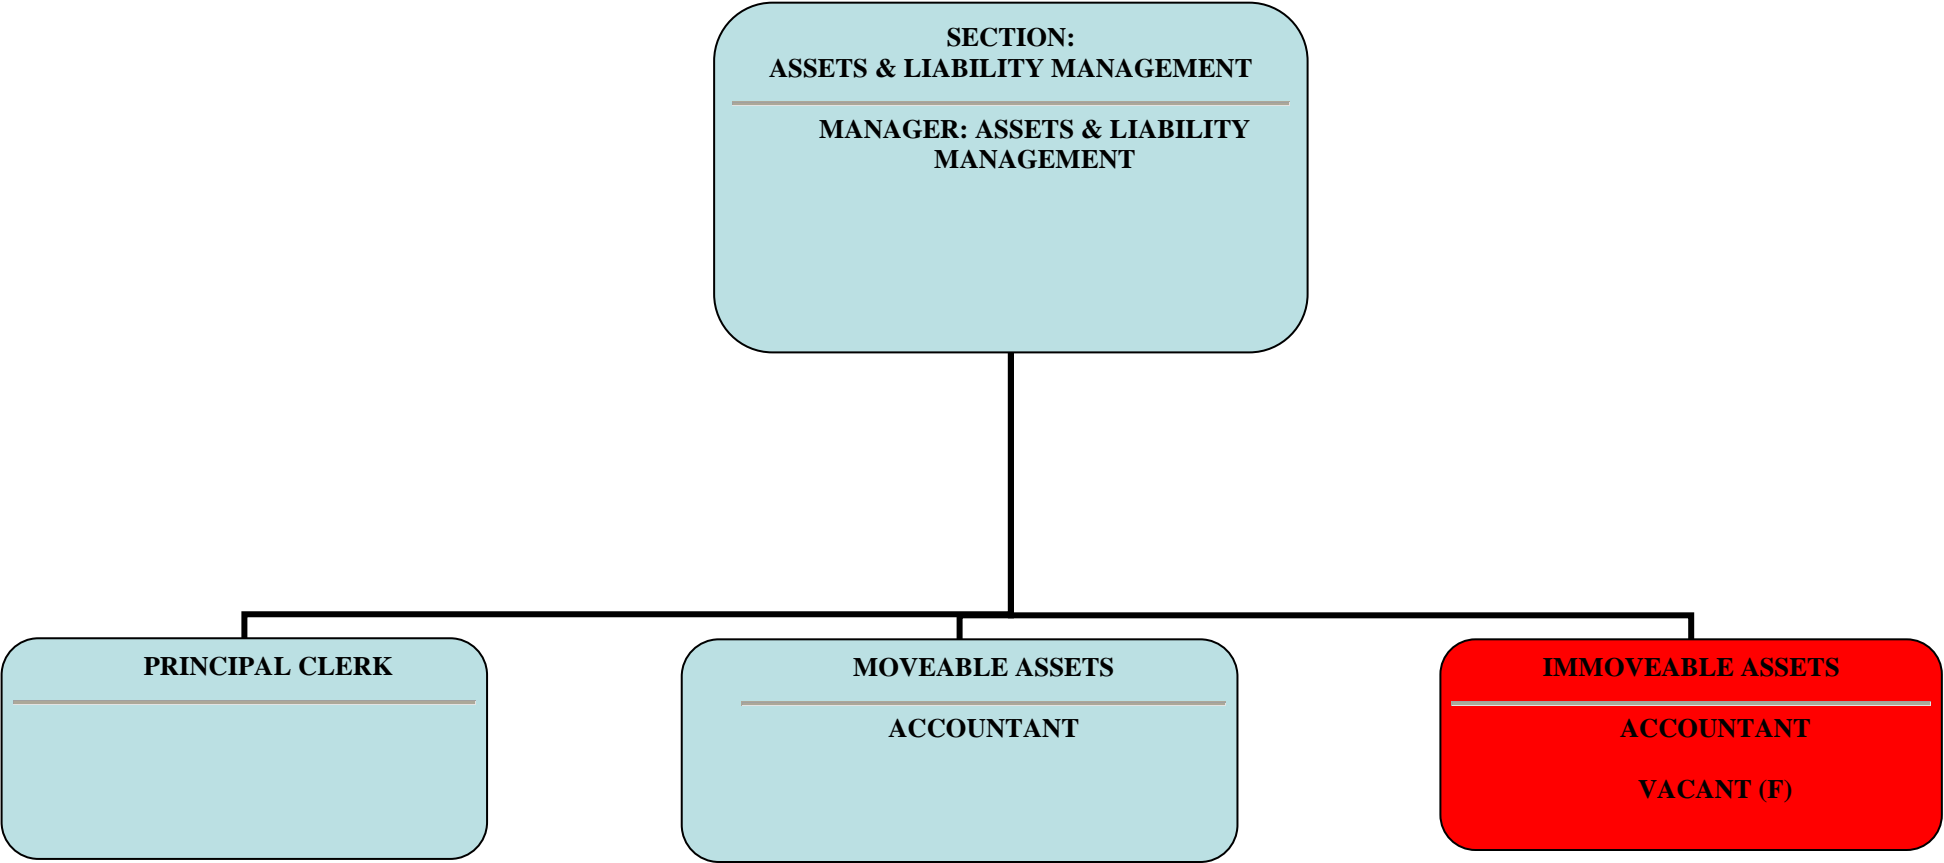 SECTION:
ASSETS & LIABILITY MANAGEMENT
MANAGER: ASSETS & LIABILITY
MANAGEMENT
PRINCIPAL CLERK
MOVEABLE ASSETS
ACCOUNTANT
IMMOVEABLE ASSETS
ACCOUNTANT
VACANT (F)